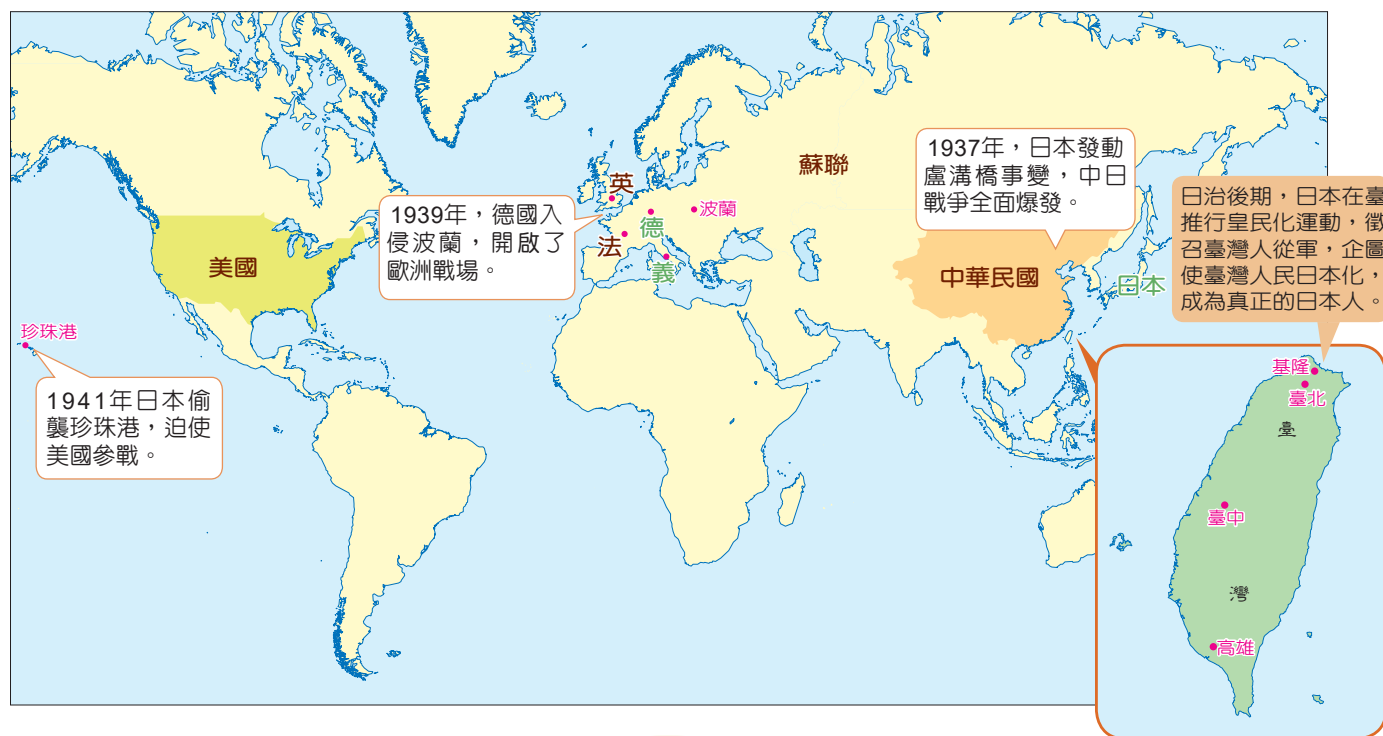 蘇聯
1937年，日本發動
盧溝橋事變，中日
戰爭全面爆發。
日治後期，日本在臺
推行皇民化運動，徵
召臺灣人從軍，企圖
使臺灣人民日本化，
成為真正的日本人。
英
1939年，德國入
侵波蘭，開啟了
歐洲戰場。
波蘭
德
法
義
美國
中華民國
日本
珍珠港
1941年日本偷
襲珍珠港，迫使
美國參戰。
基隆
臺北
臺
臺中
灣
高雄